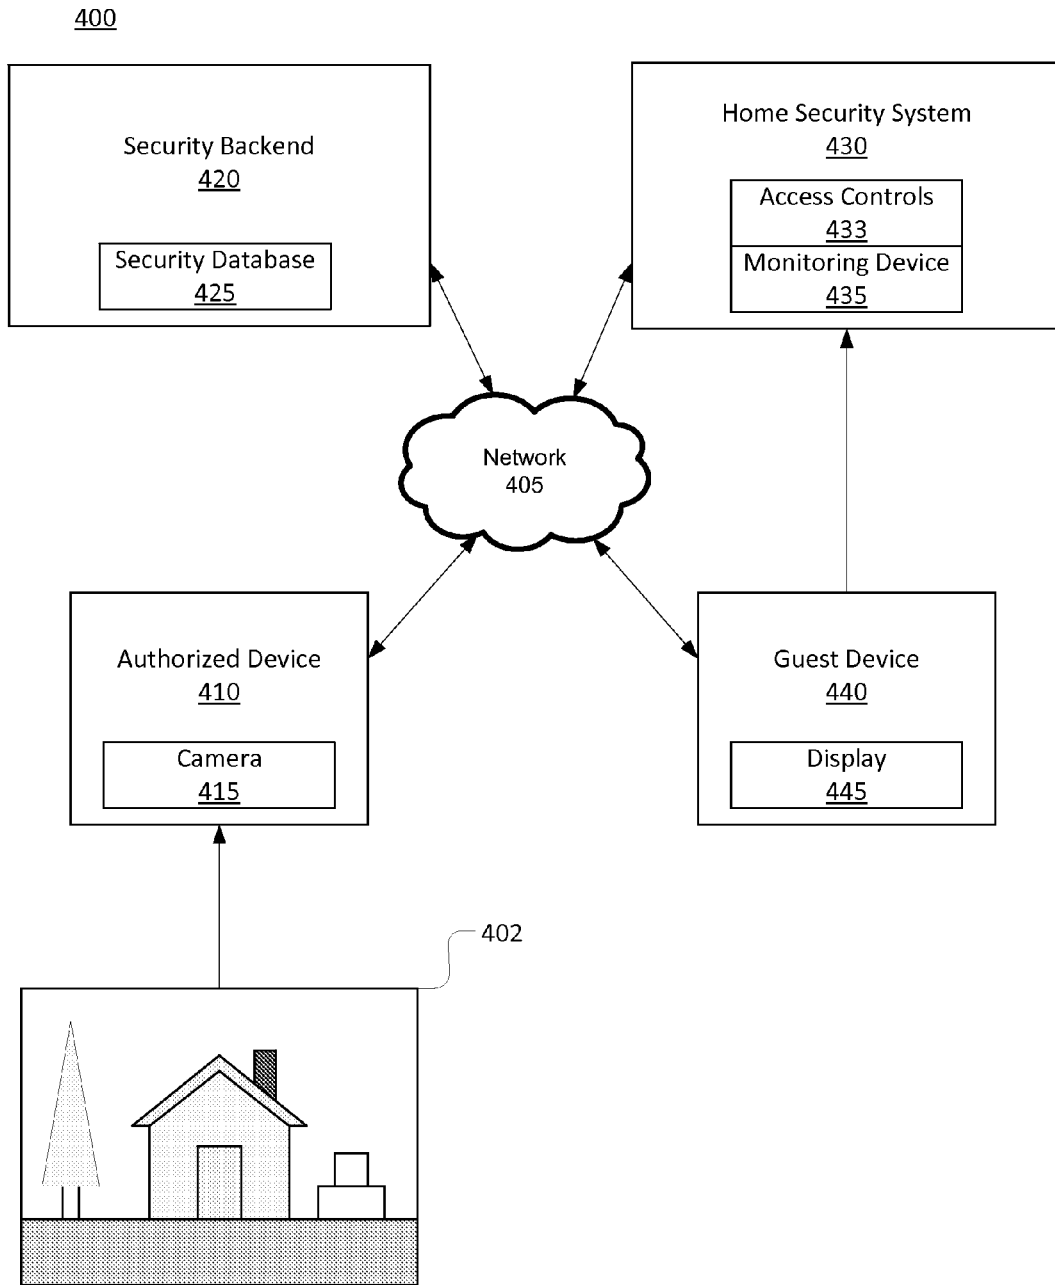 400
Security Backend
420
Security Database
425
Home Security System
430
Access Controls
433
Monitoring Device
435
Network
405
Authorized Device
410
Camera
415
Guest Device
440
Display
445
402